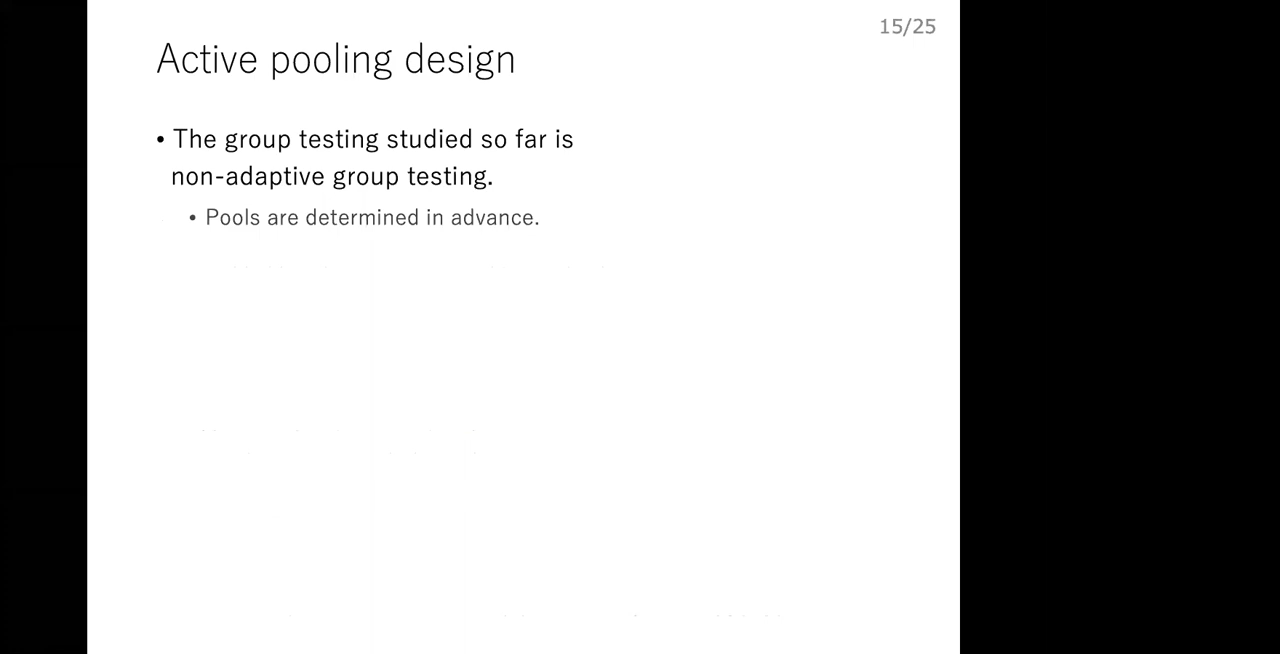 15/25
Active pooling design
• The group testing studied so far is
non-adaptive group testing.
• Pools are determined in advance.